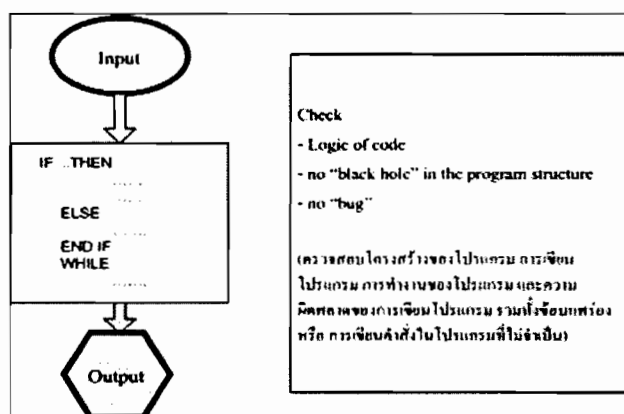 Input
IF ...THEN
......
ELSE
......
END IF
WHILE
......
Output
Check
- Logic of code
- no "black hole" in the program structure
- no "bug"
(ตรวจสอบโครงสร้างของโปรแกรม การเขียน
โปรแกรม การทำงานของโปรแกรม และความ
ผิดพลาดของการเขียนโปรแกรม รวมทั้งข้อบกพร่อง
หรือ การเขียนคำสั่งในโปรแกรมที่ไม่จำเป็น)